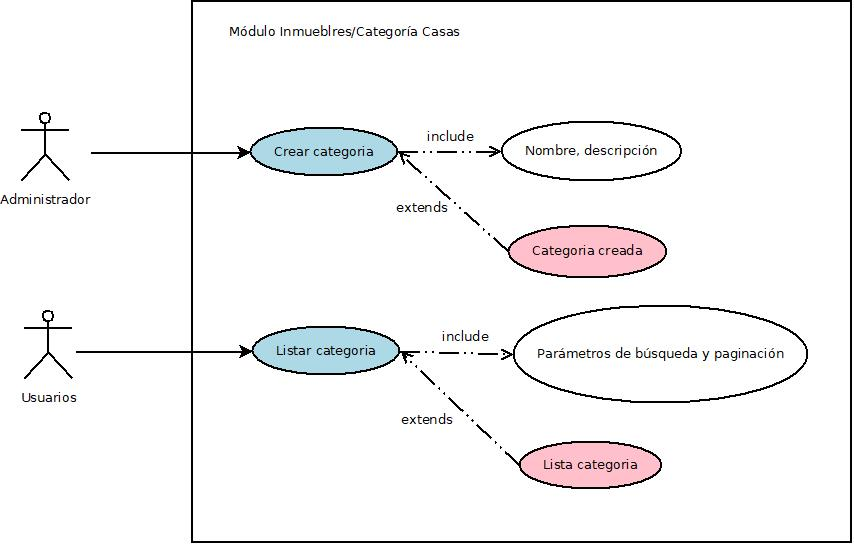 Módulo Inmueblres/Categoría Casas
include
Crear categoria
Nombre, descripción
Administrador
extends
Categoria creada
include
Listar categoria
Parámetros de búsqueda y paginación
Usuarios
extends
Lista categoria